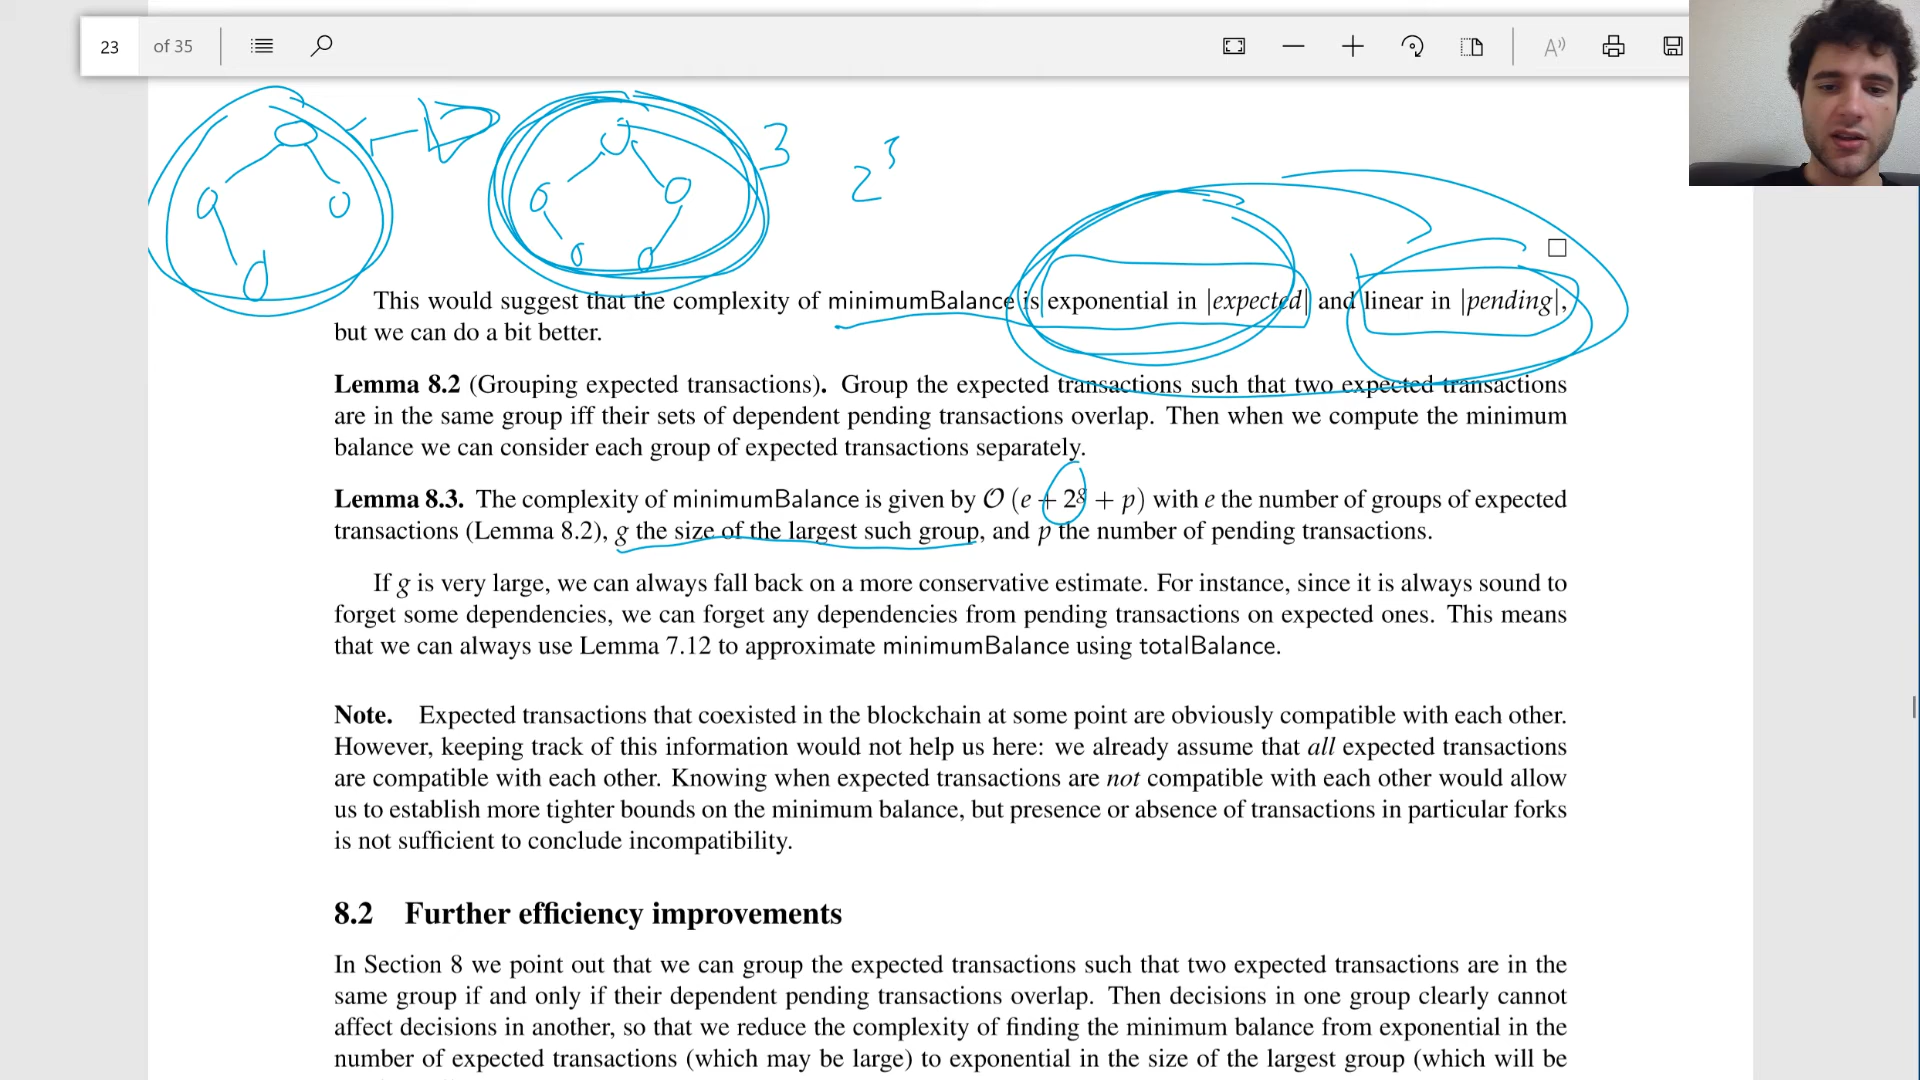 23 of 35
3 2³
This would suggest that the complexity of minimumBalance is exponential in |expected| and linear in |pending|,
but we can do a bit better.
Lemma 8.2 (Grouping expected transactions). Group the expected transactions such that two expected transactions
are in the same group iff their sets of dependent pending transactions overlap. Then when we compute the minimum
balance we can consider each group of expected transactions separately.
Lemma 8.3. The complexity of minimumBalance is given by 𝒪 (e + 2^g + p) with e the number of groups of expected
transactions (Lemma 8.2), g the size of the largest such group, and p the number of pending transactions.
If g is very large, we can always fall back on a more conservative estimate. For instance, since it is always sound to
forget some dependencies, we can forget any dependencies from pending transactions on expected ones. This means
that we can always use Lemma 7.12 to approximate minimumBalance using totalBalance.
Note. Expected transactions that coexisted in the blockchain at some point are obviously compatible with each other.
However, keeping track of this information would not help us here: we already assume that all expected transactions
are compatible with each other. Knowing when expected transactions are not compatible with each other would allow
us to establish more tighter bounds on the minimum balance, but presence or absence of transactions in particular forks
is not sufficient to conclude incompatibility.
8.2 Further efficiency improvements
In Section 8 we point out that we can group the expected transactions such that two expected transactions are in the
same group if and only if their dependent pending transactions overlap. Then decisions in one group clearly cannot
affect decisions in another, so that we reduce the complexity of finding the minimum balance from exponential in the
number of expected transactions (which may be large) to exponential in the size of the largest group (which will be